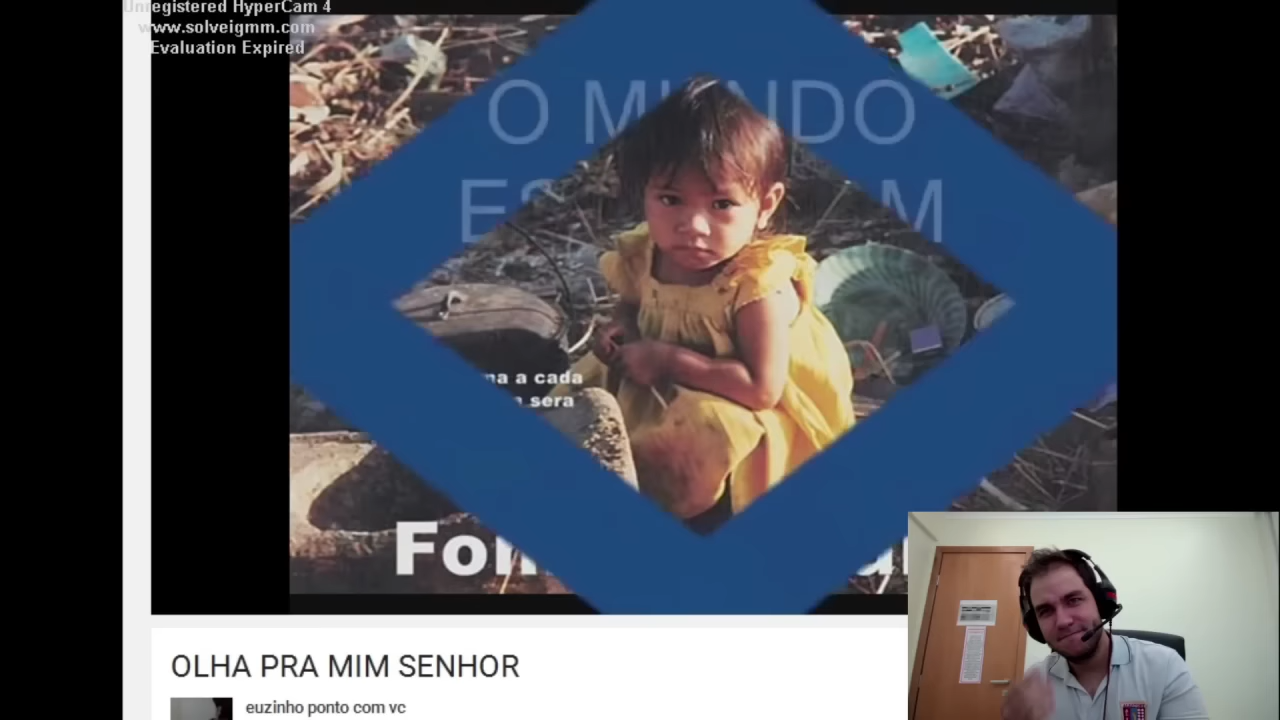 Unregistered HyperCam 4
www.solveigmm.com
Evaluation Expired
O MUNDO
a cada
sera
OLHA PRA MIM SENHOR
euzinho ponto com vc